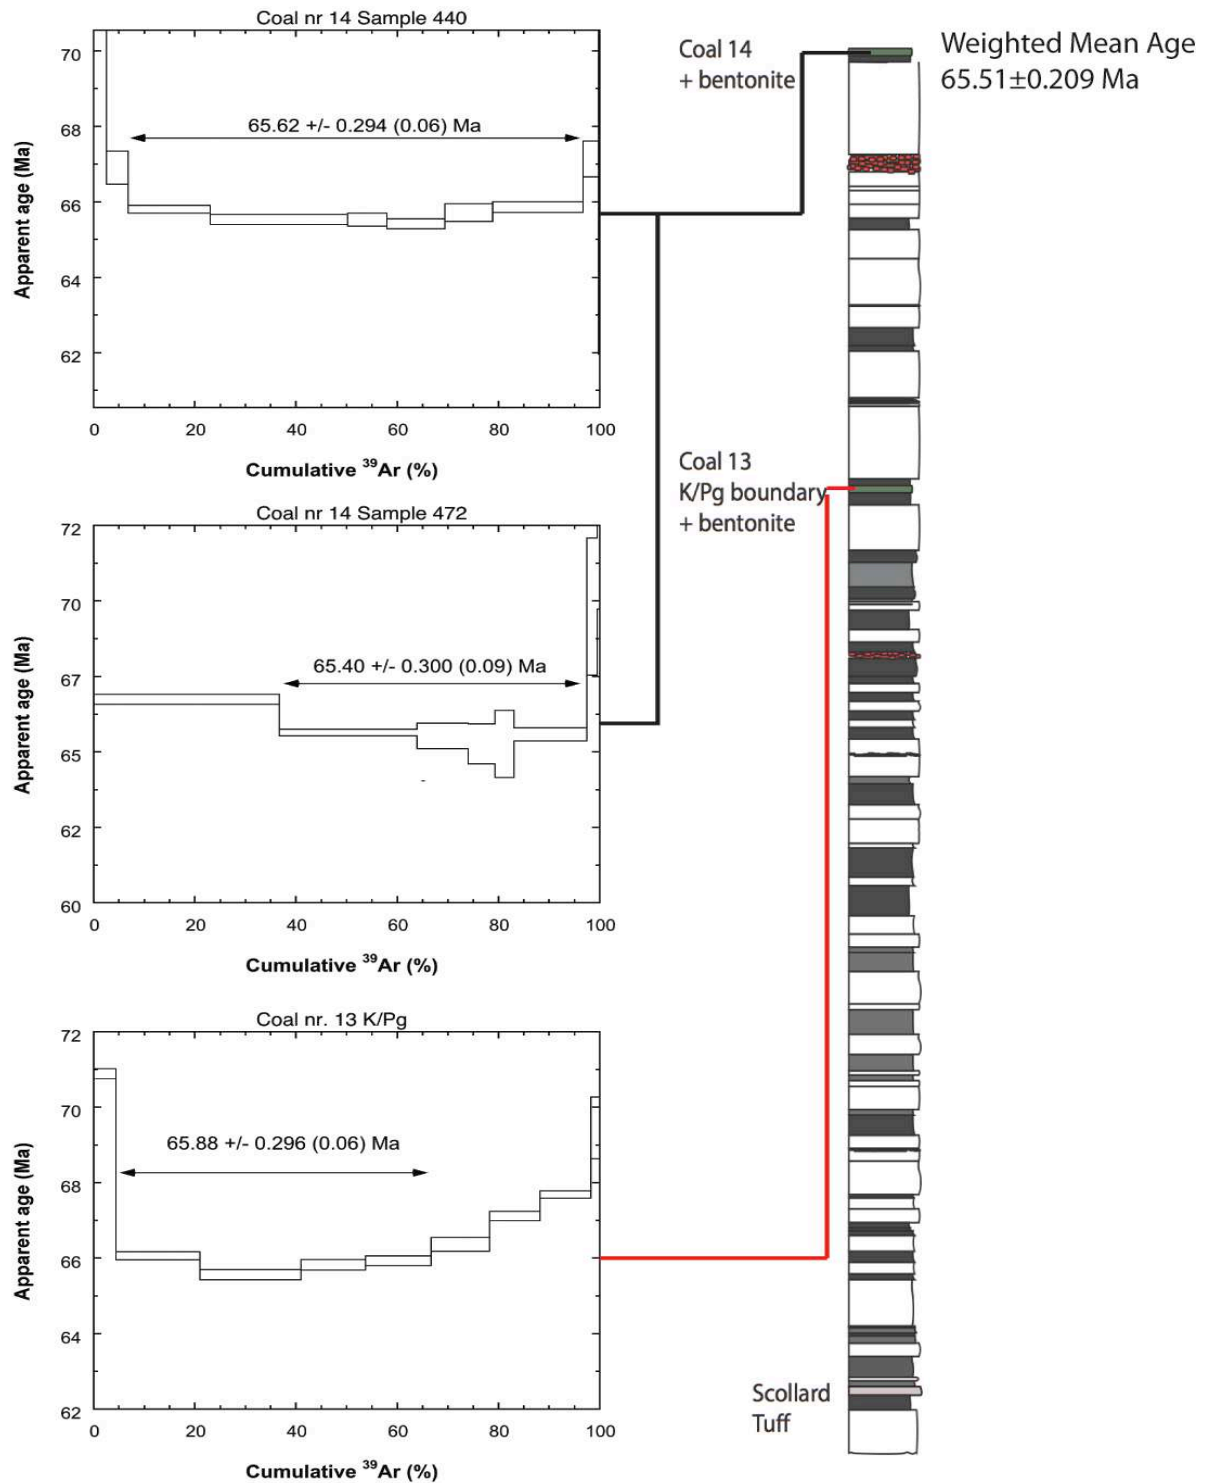 Coal nr 14 Sample 440
70
68
66
64
62
65.62 +/- 0.294 (0.06) Ma
Apparent age (Ma)
0 20 40 60 80 100
Cumulative 39Ar (%)
Coal nr 14 Sample 472
72
70
67
65
62
60
65.40 +/- 0.300 (0.09) Ma
Apparent age (Ma)
0 20 40 60 80 100
Cumulative 39Ar (%)
Coal nr. 13 K/Pg
72
70
68
66
64
62
65.88 +/- 0.296 (0.06) Ma
Apparent age (Ma)
0 20 40 60 80 100
Cumulative 39Ar (%)
Coal 14
+ bentonite
Weighted Mean Age
65.51±0.209 Ma
Coal 13
K/Pg boundary
+ bentonite
Scollard
Tuff